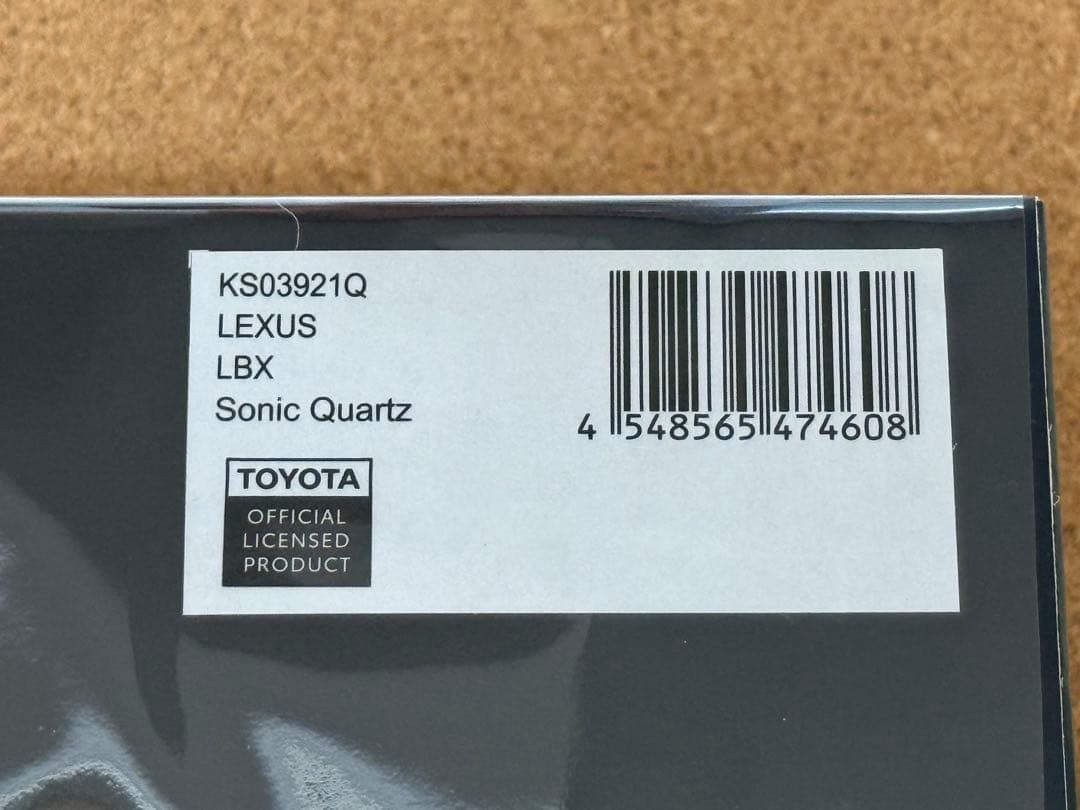 KS03921Q
LEXUS
LBX
Sonic Quartz
4 548565 474608
TOYOTA
OFFICIAL
LICENSED
PRODUCT